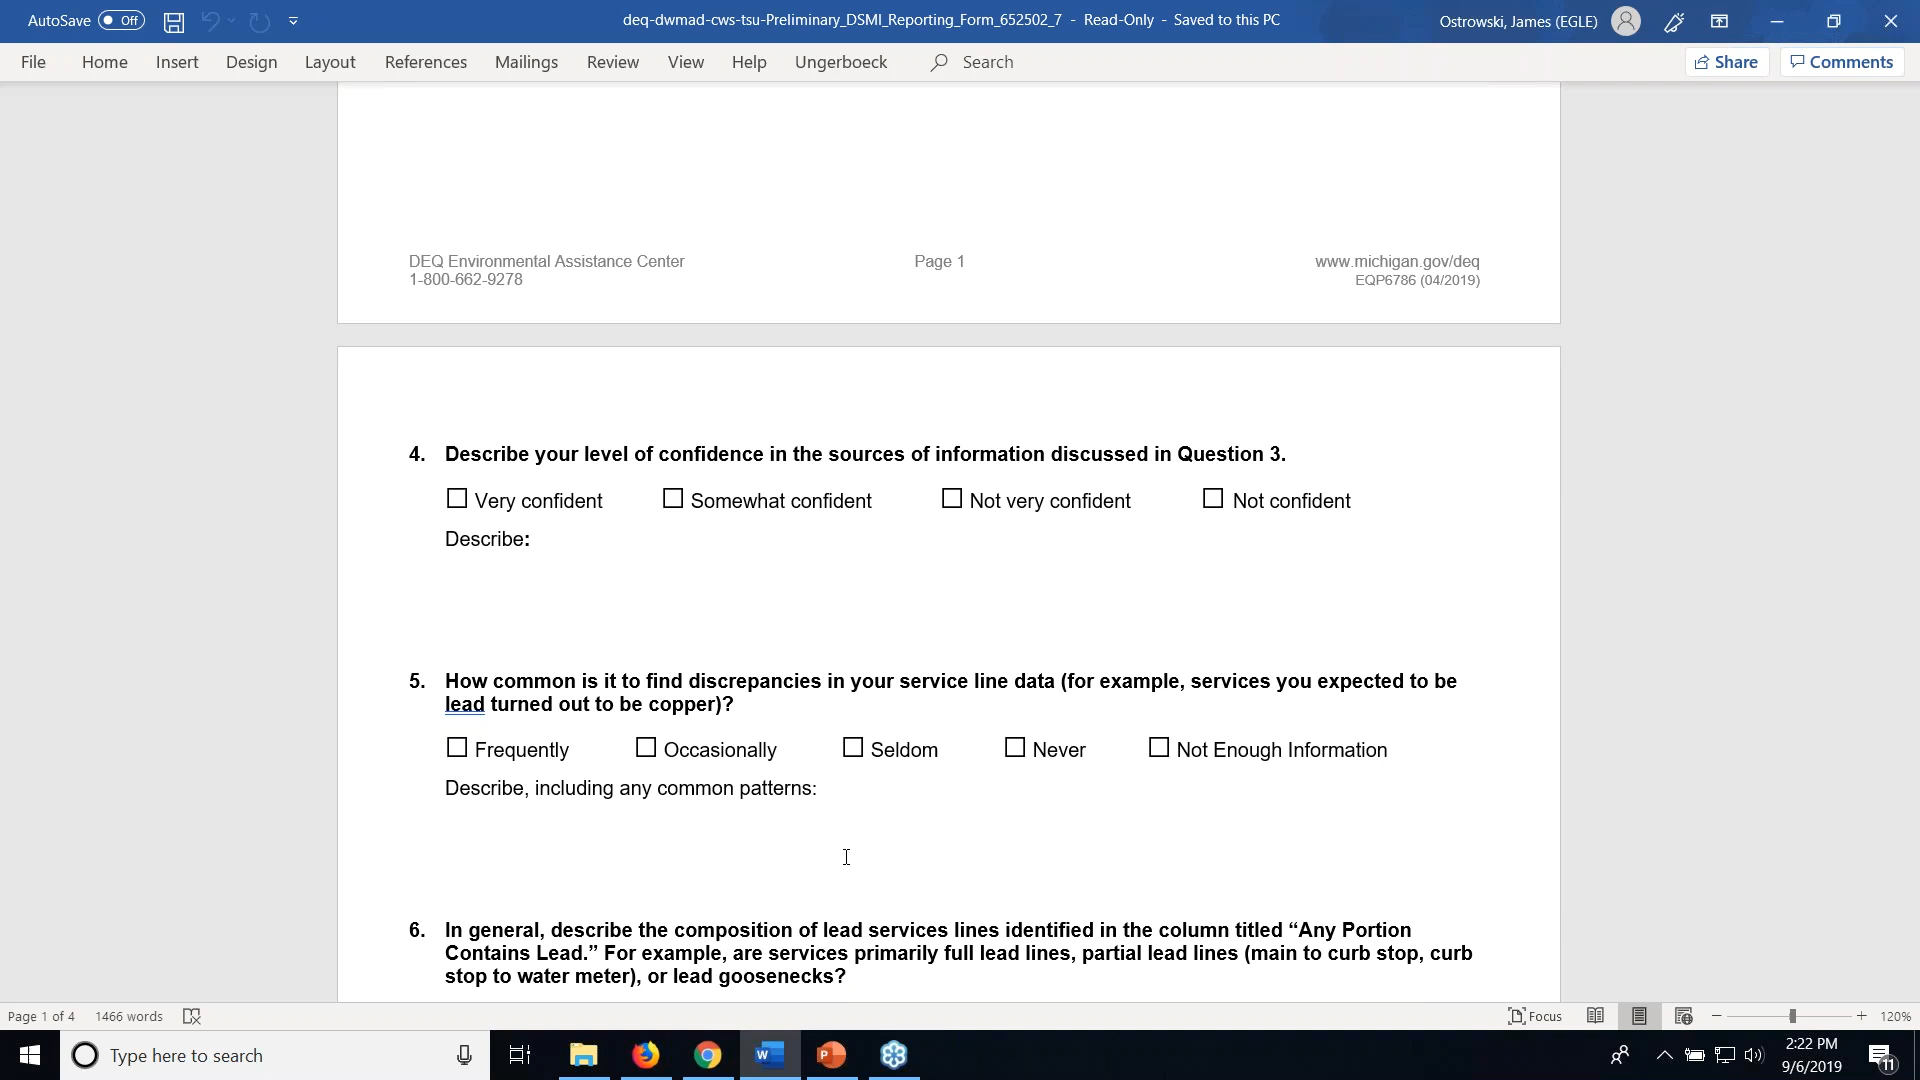 AutoSave Off
deq-dwmad-cws-tsu-Preliminary_DSMI_Reporting_Form_652502_7 - Read-Only - Saved to this PC
Ostrowski, James (EGLE)
File Home Insert Design Layout References Mailings Review View Help Ungerboeck Search
Share Comments
DEQ Environmental Assistance Center Page 1 www.michigan.gov/deq
1-800-662-9278 EQP6786 (04/2019)
4. Describe your level of confidence in the sources of information discussed in Question 3.
☐ Very confident ☐ Somewhat confident ☐ Not very confident ☐ Not confident
Describe:
5. How common is it to find discrepancies in your service line data (for example, services you expected to be
lead turned out to be copper)?
☐ Frequently ☐ Occasionally ☐ Seldom ☐ Never ☐ Not Enough Information
Describe, including any common patterns:
6. In general, describe the composition of lead services lines identified in the column titled “Any Portion
Contains Lead.” For example, are services primarily full lead lines, partial lead lines (main to curb stop, curb
stop to water meter), or lead goosenecks?
Page 1 of 4 1466 words Focus 120%
Type here to search
2:22 PM
9/6/2019
11